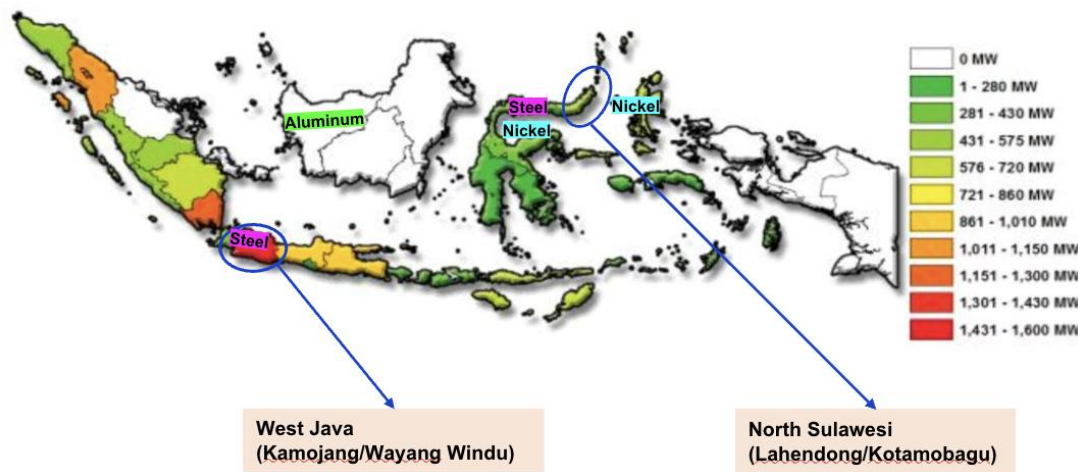 0 MW
1 - 280 MW
281 - 430 MW
431 - 575 MW
576 - 720 MW
721 - 860 MW
861 - 1,010 MW
1,011 - 1,150 MW
1,151 - 1,300 MW
1,301 - 1,430 MW
1,431 - 1,600 MW
Steel
Nickel
Nickel
Aluminum
Steel
West Java
(Kamojang/Wayang Windu)
North Sulawesi
(Lahendong/Kotamobagu)